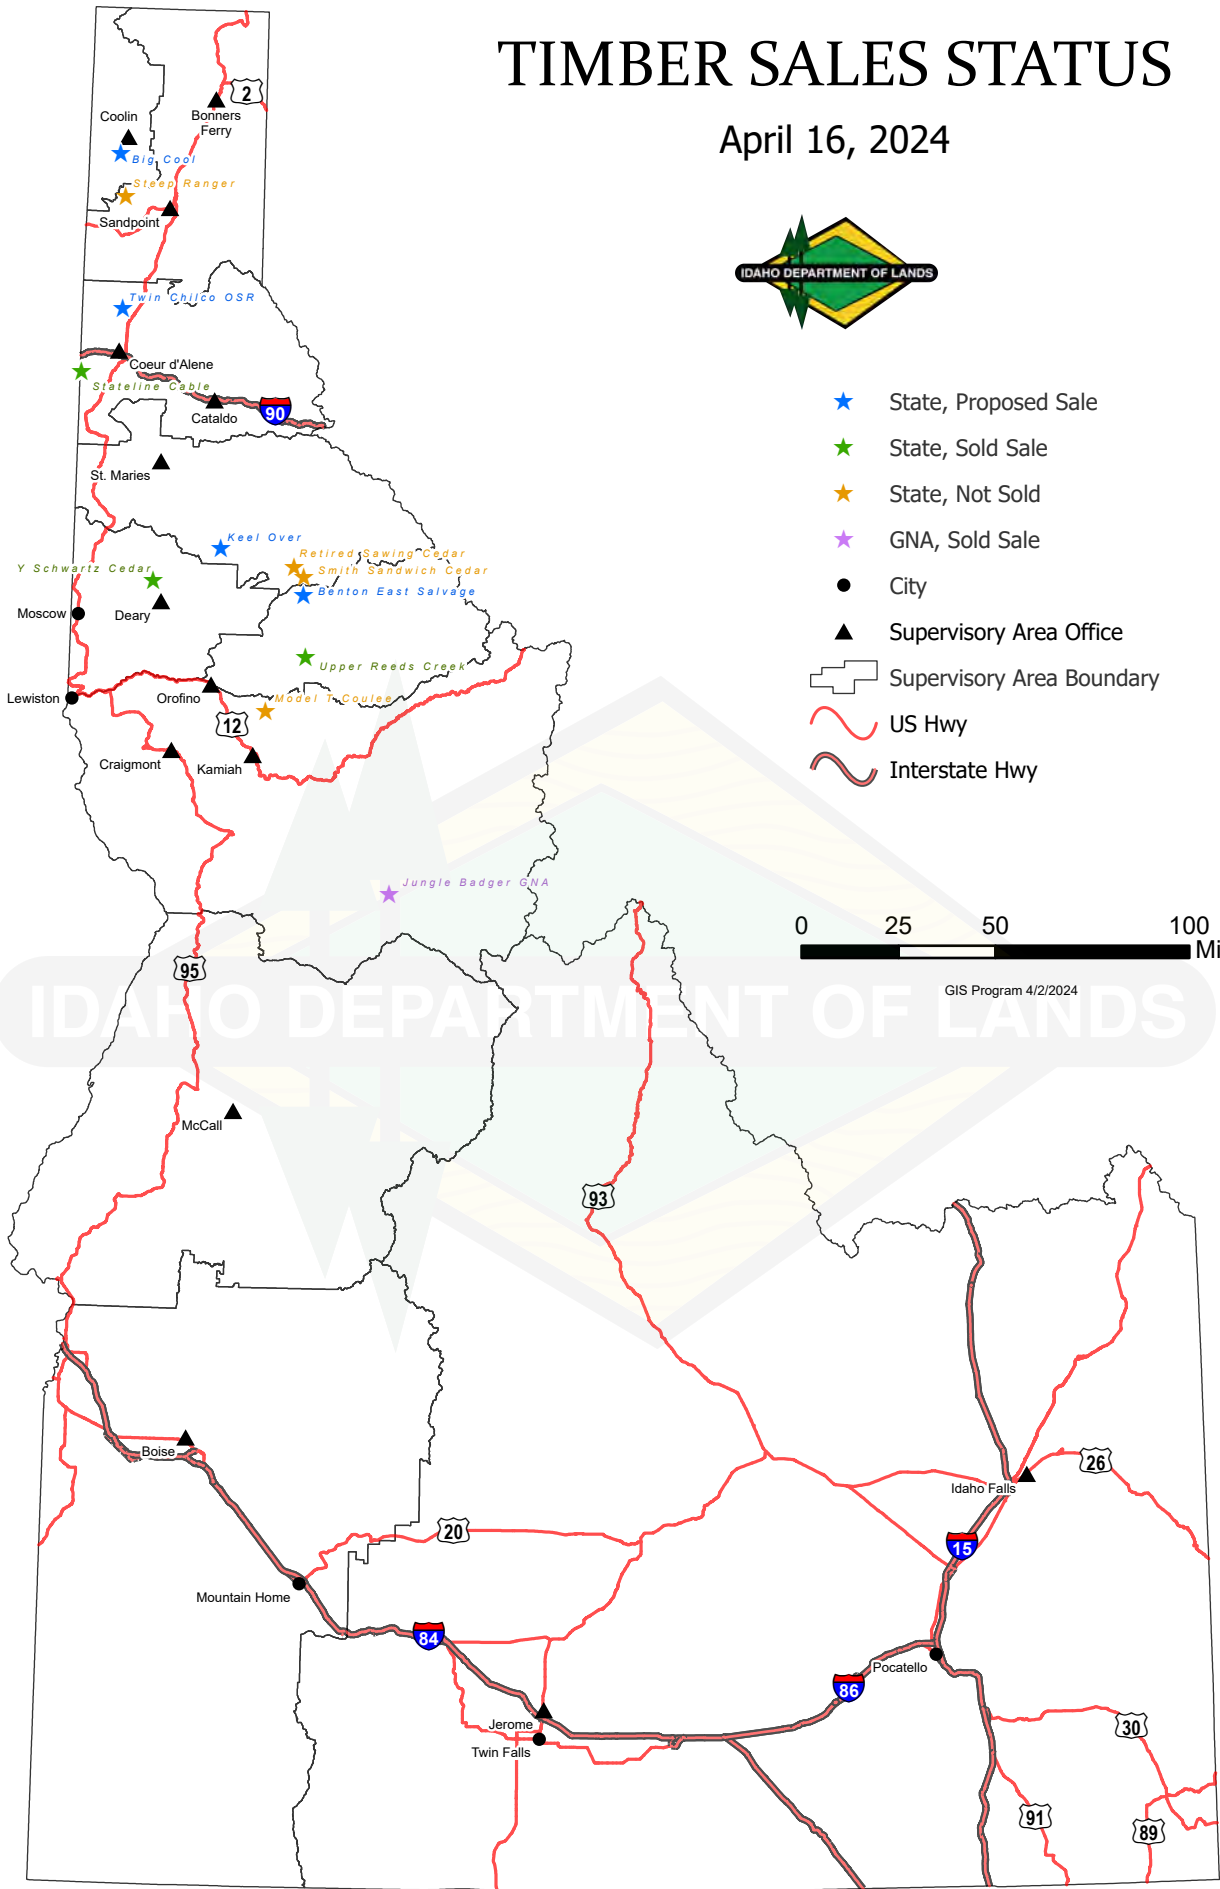 TIMBER SALES STATUS
April 16, 2024
IDAHO DEPARTMENT OF LANDS
State, Proposed Sale
State, Sold Sale
State, Not Sold
GNA, Sold Sale
City
Supervisory Area Office
Supervisory Area Boundary
US Hwy
Interstate Hwy
0 25 50 100
Mi
GIS Program 4/2/2024
2
Coolin
Bonners
Ferry
Big Cool
Steep Ranger
Sandpoint
Twin Chilco OSR
Coeur d'Alene
Stateline Cable
Cataldo
90
St. Maries
Keel Over
Retired Sawing Cedar
Y Schwartz Cedar
Smith Sandwich Cedar
Benton East Salvage
Moscow
Deary
Upper Reeds Creek
Lewiston
Orofino
Model T Coulee
12
Craigmont
Kamiah
Jungle Badger GNA
95
IDAHO DEPARTMENT OF LANDS
McCall
93
Boise
26
Idaho Falls
20
15
Mountain Home
84
Pocatello
86
Jerome
30
Twin Falls
91
89